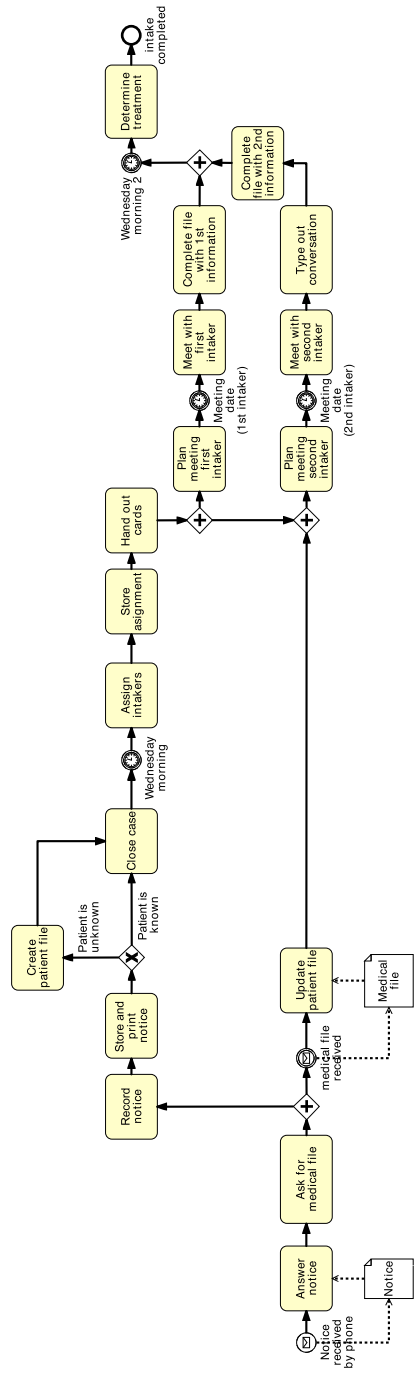 Notice
received
by phone
Notice
Answer
notice
Ask for
medical file
Record
notice
Store and
print
notice
Patient is
unknown
Patient is
known
Create
patient file
Close case
medical file
received
Medical
file
Update
patient file
Wednesday
morning
Assign
intakers
Store
asignment
Hand out
cards
Plan
meeting
first
intaker
Meeting
date
(1st intaker)
Meet with
first
intaker
Complete file
with 1st
information
Plan
meeting
second
intaker
Meeting
date
(2nd intaker)
Meet with
second
intaker
Type out
conversation
Complete
file with 2nd
information
Wednesday
morning 2
Determine
treatment
intake
completed